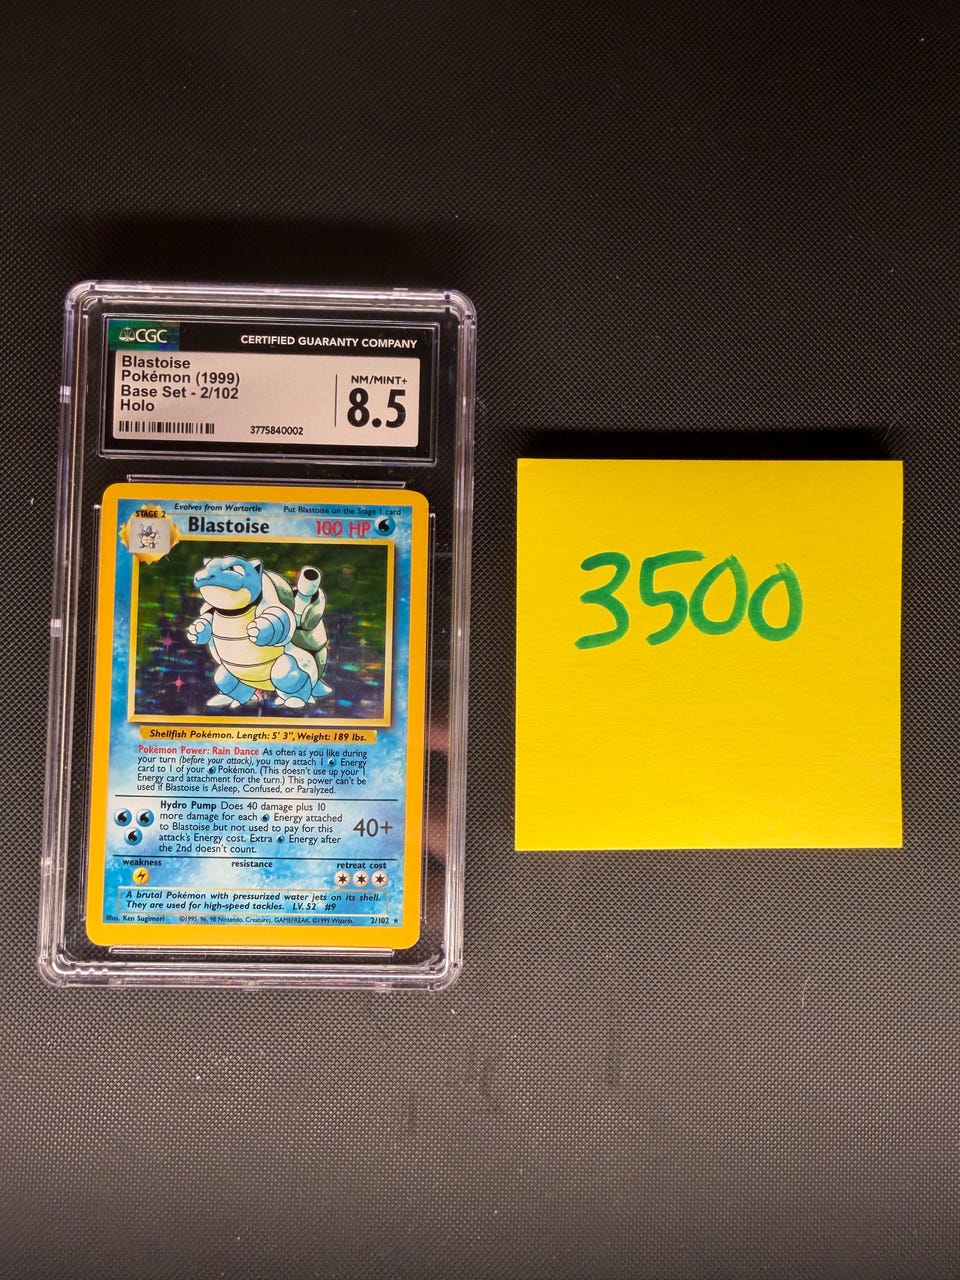 CGC
CERTIFIED GUARANTY COMPANY
Blastoise
Pokémon (1999)
Base Set - 2/102
Holo
NM/MINT+
8.5
3775840002
STAGE 2
Evolves from Wartortle
Put Blastoise on the Stage 1 card
Blastoise
100 HP
Shellfish Pokémon. Length: 5' 3", Weight: 189 lbs.
Pokémon Power: Rain Dance As often as you like during
your turn (before your attack), you may attach 1 Energy
card to 1 of your Pokémon. (This doesn't use up your 1
Energy card attachment for the turn.) This power can't be
used if Blastoise is Asleep, Confused, or Paralyzed.
Hydro Pump Does 40 damage plus 10
more damage for each Energy attached
to Blastoise but not used to pay for this
attack's Energy cost. Extra Energy after
the 2nd doesn't count.
40+
weakness
resistance
retreat cost
A brutal Pokémon with pressurized water jets on its shell.
They are used for high-speed tackles. LV. 52 #9
Illus. Ken Sugimori
©1995, 96, 98 Nintendo, Creatures, GAMEFREAK. ©1999 Wizards.
2/102 ★
3500